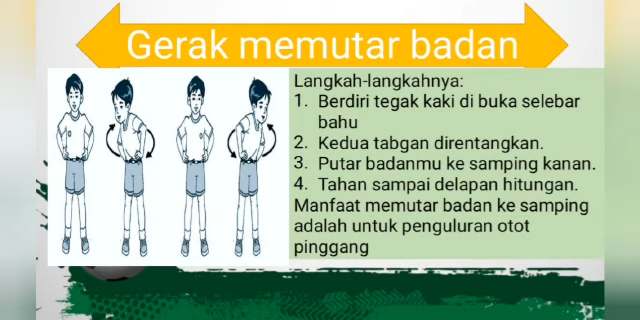 Gerak memutar badan
Langkah-langkahnya:
1. Berdiri tegak kaki di buka selebar
bahu
2. Kedua tabgan direntangkan.
3. Putar badanmu ke samping kanan.
4. Tahan sampai delapan hitungan.
Manfaat memutar badan ke samping
adalah untuk penguluran otot
pinggang